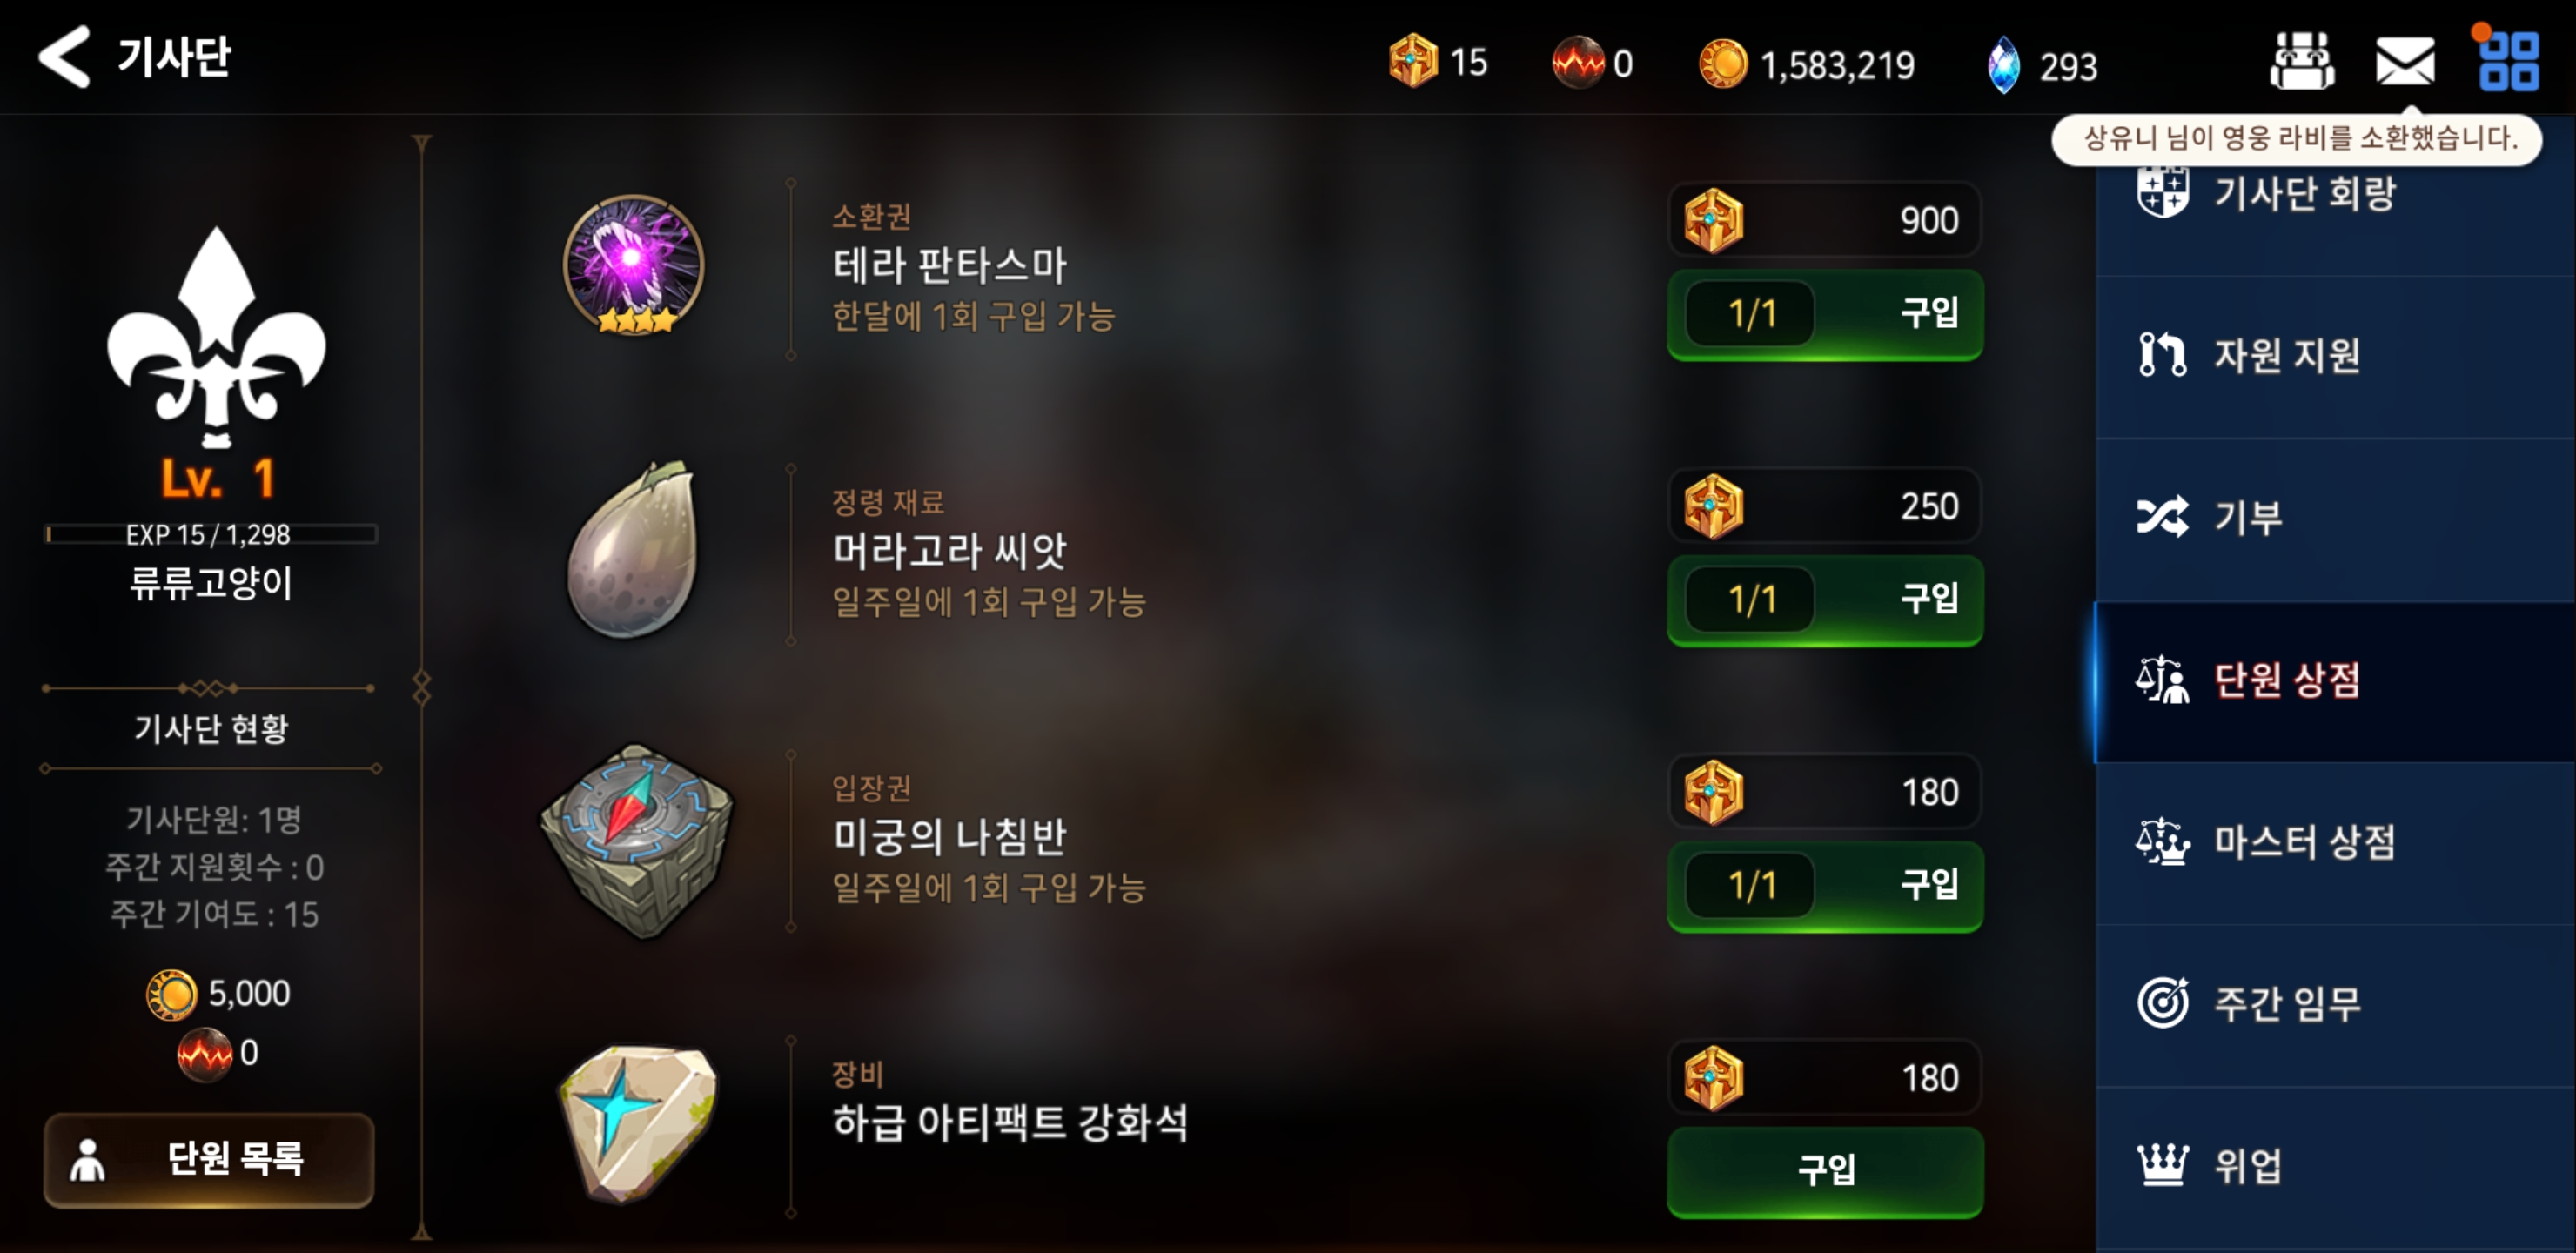 기사단
15
0
1,583,219
293
상유니 님이 영웅 라비를 소환했습니다.
Lv. 1
EXP 15 / 1,298
류류고양이
기사단 현황
기사단원: 1명
주간 지원횟수 : 0
주간 기여도 : 15
5,000
0
단원 목록
소환권
테라 판타스마
한달에 1회 구입 가능
900
1/1 구입
정령 재료
머라고라 씨앗
일주일에 1회 구입 가능
250
1/1 구입
입장권
미궁의 나침반
일주일에 1회 구입 가능
180
1/1 구입
장비
하급 아티팩트 강화석
180
구입
기사단 회랑
자원 지원
기부
단원 상점
마스터 상점
주간 임무
위업